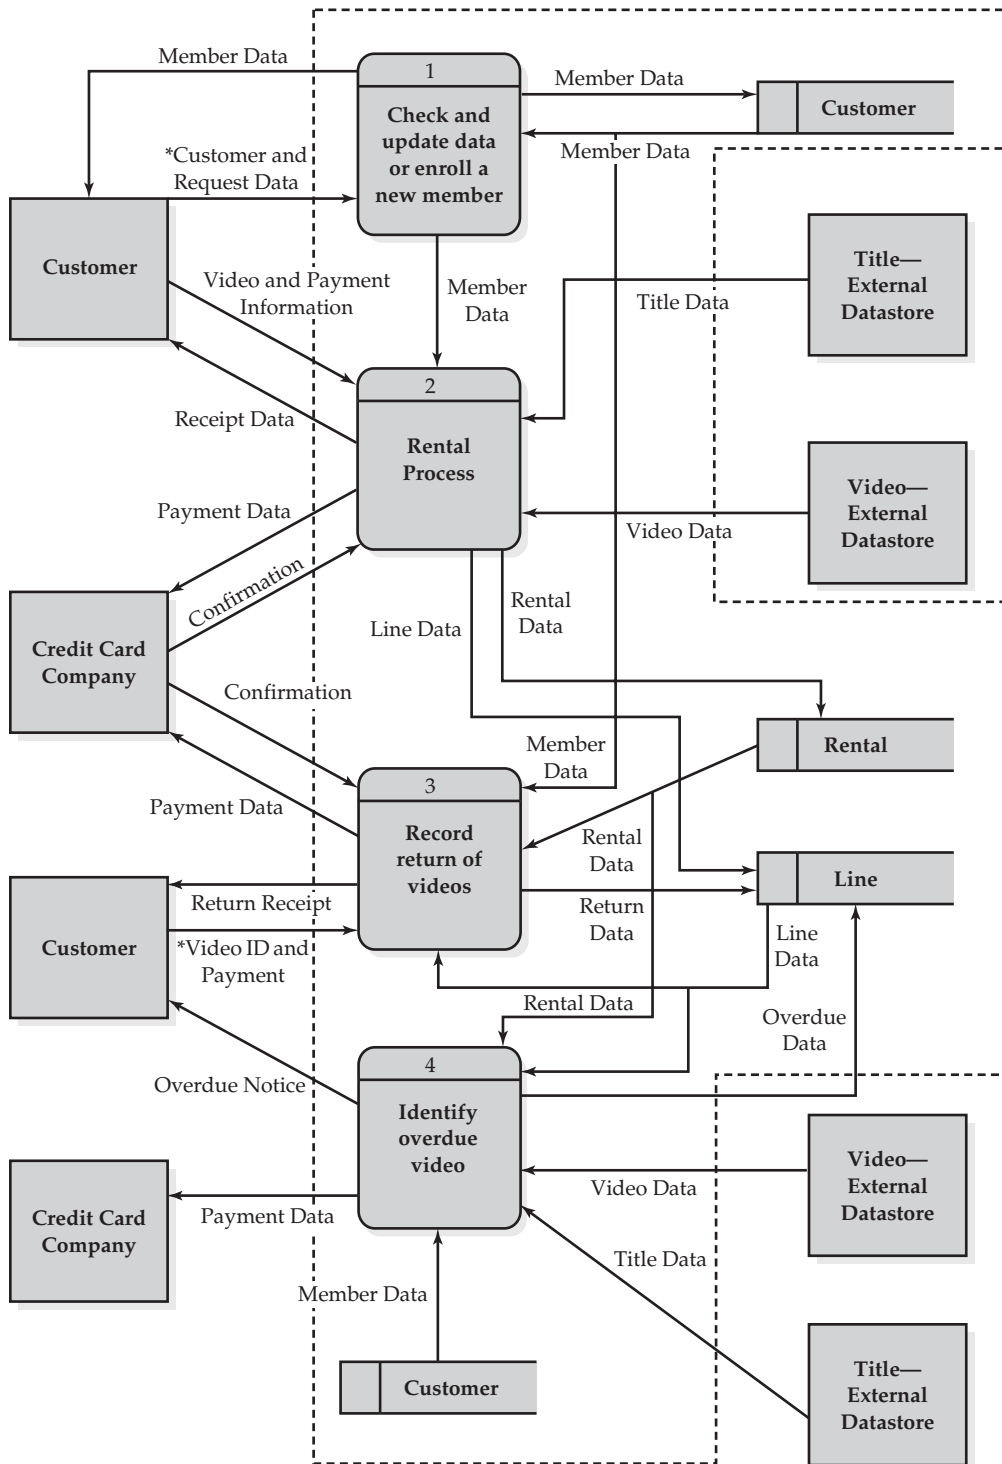 Member Data
1
Check and
update data
or enroll a
new member
Member Data
Customer
Member Data
*Customer and
Request Data
Customer
Video and Payment
Information
Member
Data
Title Data
Title—
External
Datastore
2
Rental
Process
Receipt Data
Payment Data
Video Data
Video—
External
Datastore
Confirmation
Credit Card
Company
Line Data
Rental
Data
Confirmation
Member
Data
Rental
3
Record
return of
videos
Payment Data
Rental
Data
Line
Return Receipt
Return
Data
Customer
*Video ID and
Payment
Line
Data
Rental Data
Overdue
Data
4
Identify
overdue
video
Overdue Notice
Video Data
Video—
External
Datastore
Credit Card
Company
Payment Data
Title Data
Member Data
Customer
Title—
External
Datastore